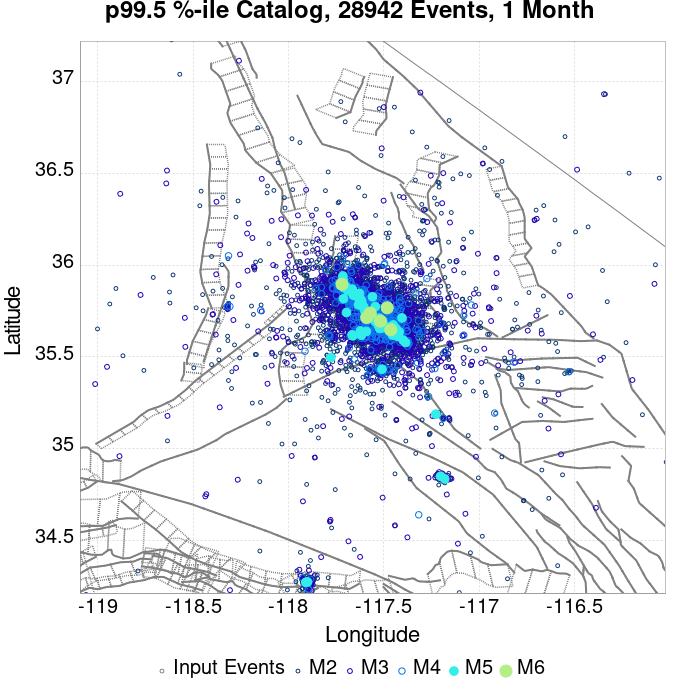 p99.5 %-ile Catalog, 28942 Events, 1 Month
37
36.5
36
35.5
35
34.5
Latitude
-119 -118.5 -118 -117.5 -117 -116.5
Longitude
Input Events M2 M3 M4 M5 M6